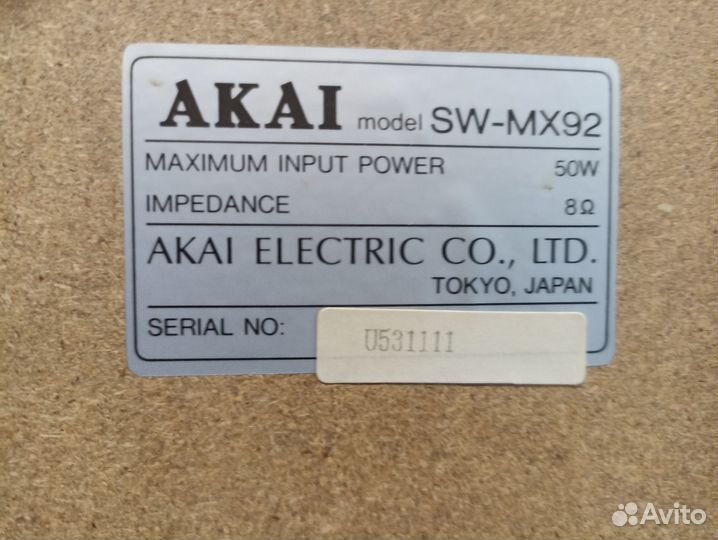 AKAI model SW-MX92
MAXIMUM INPUT POWER 50W
IMPEDANCE 8Ω
AKAI ELECTRIC CO., LTD.
TOKYO, JAPAN
SERIAL NO: U531111
Avito